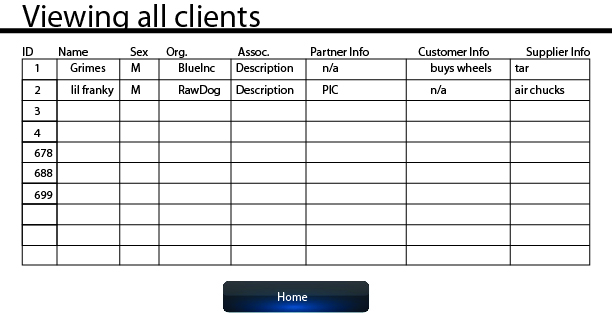 Viewing all clients
ID Name Sex Org. Assoc. Partner Info Customer Info Supplier Info
1 Grimes M BlueInc Description n/a buys wheels tar
2 lil franky M RawDog Description PIC n/a air chucks
3
4
678
688
699
Home